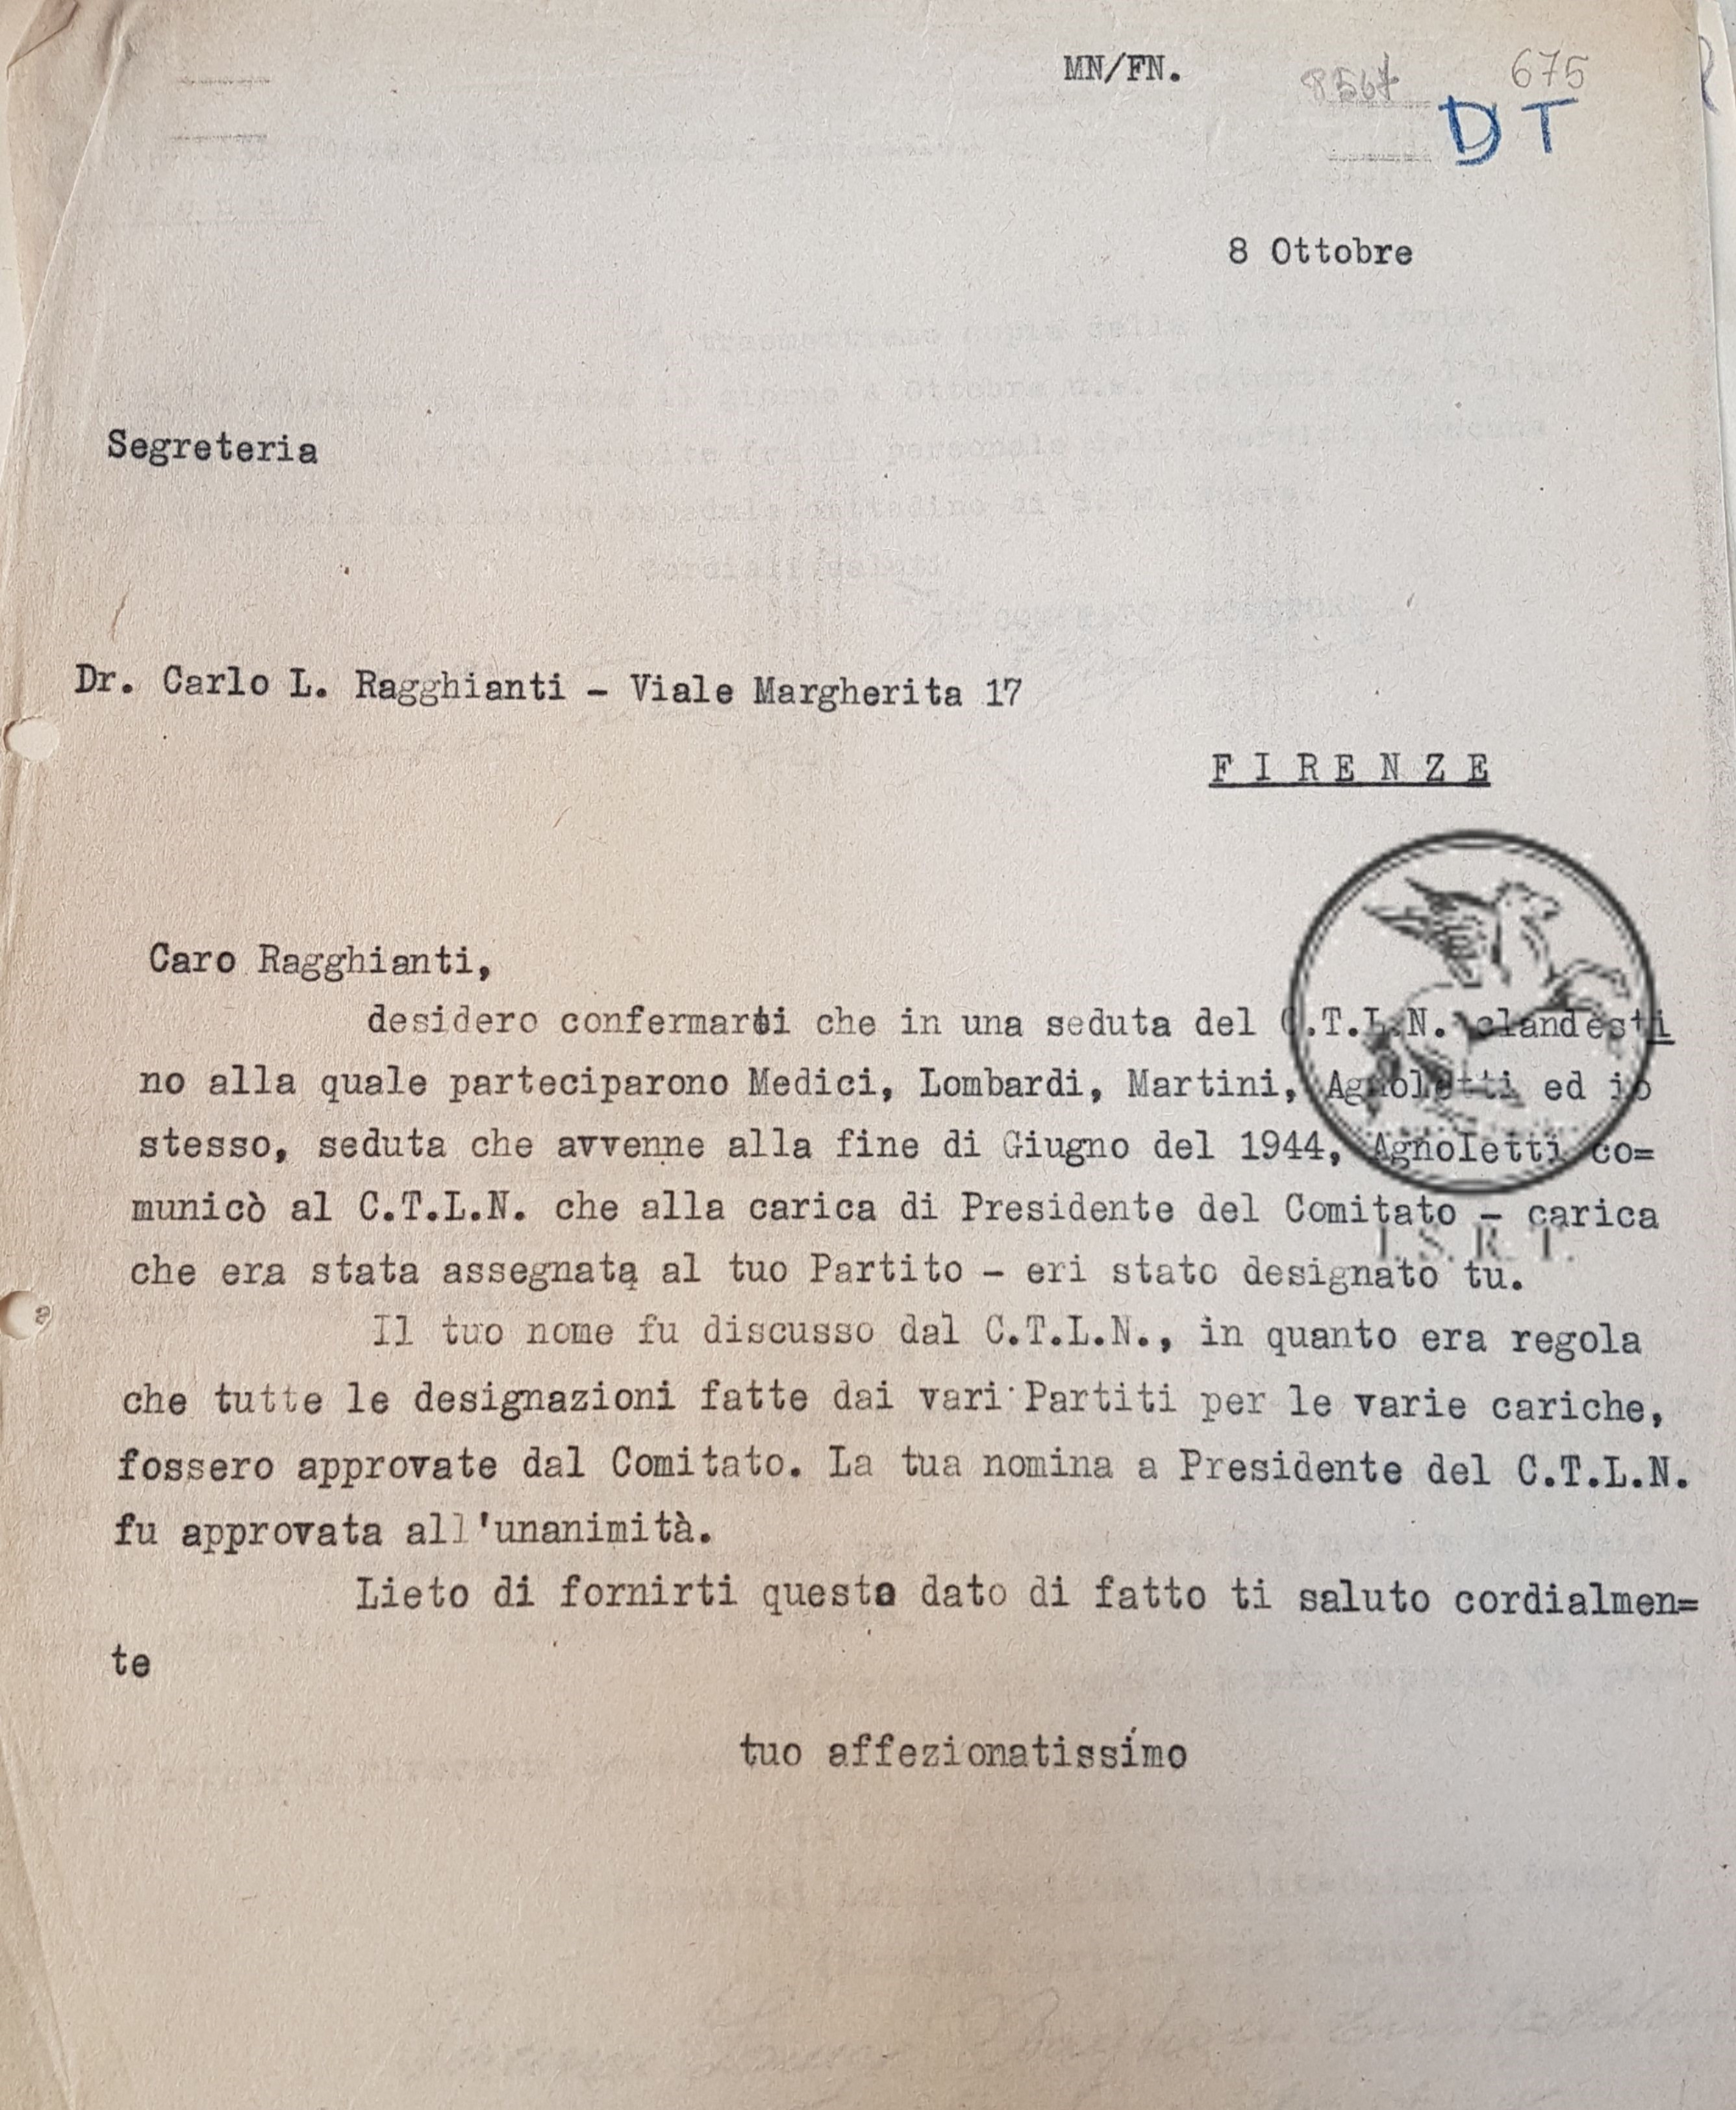 MN/FN.
675
DT
8 Ottobre
Segreteria
Dr. Carlo L. Ragghianti - Viale Margherita 17
FIRENZE
Caro Ragghianti,
desidero confermarti che in una seduta del C.T.L.N. clandesti
no alla quale parteciparono Medici, Lombardi, Martini, Agnoletti ed io
stesso, seduta che avvenne alla fine di Giugno del 1944, Agnoletti co=
municò al C.T.L.N. che alla carica di Presidente del Comitato - carica
che era stata assegnata al tuo Partito - eri stato designato tu.
I.S.R.T.
Il tuo nome fu discusso dal C.T.L.N., in quanto era regola
che tutte le designazioni fatte dai vari Partiti per le varie cariche,
fossero approvate dal Comitato. La tua nomina a Presidente del C.T.L.N.
fu approvata all'unanimità.
Lieto di fornirti questo dato di fatto ti saluto cordialmen=
te
tuo affezionatissimo